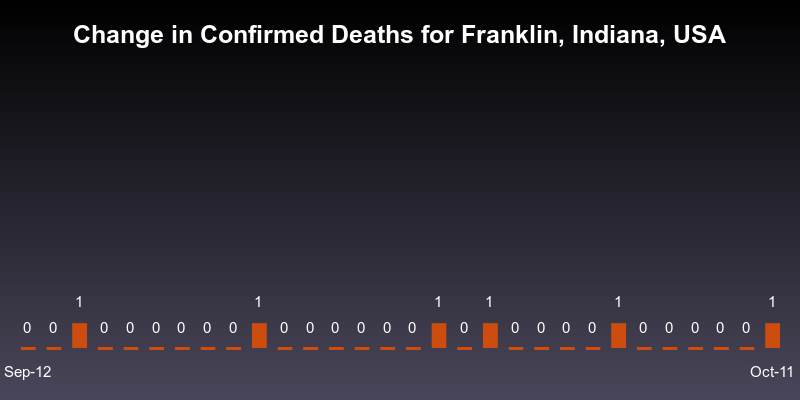 Change in Confirmed Deaths for Franklin, Indiana, USA
0 0 1 0 0 0 0 0 0 1 0 0 0 0 0 0 1 0 1 0 0 0 0 1 0 0 0 0 0 1
Sep-12 Oct-11